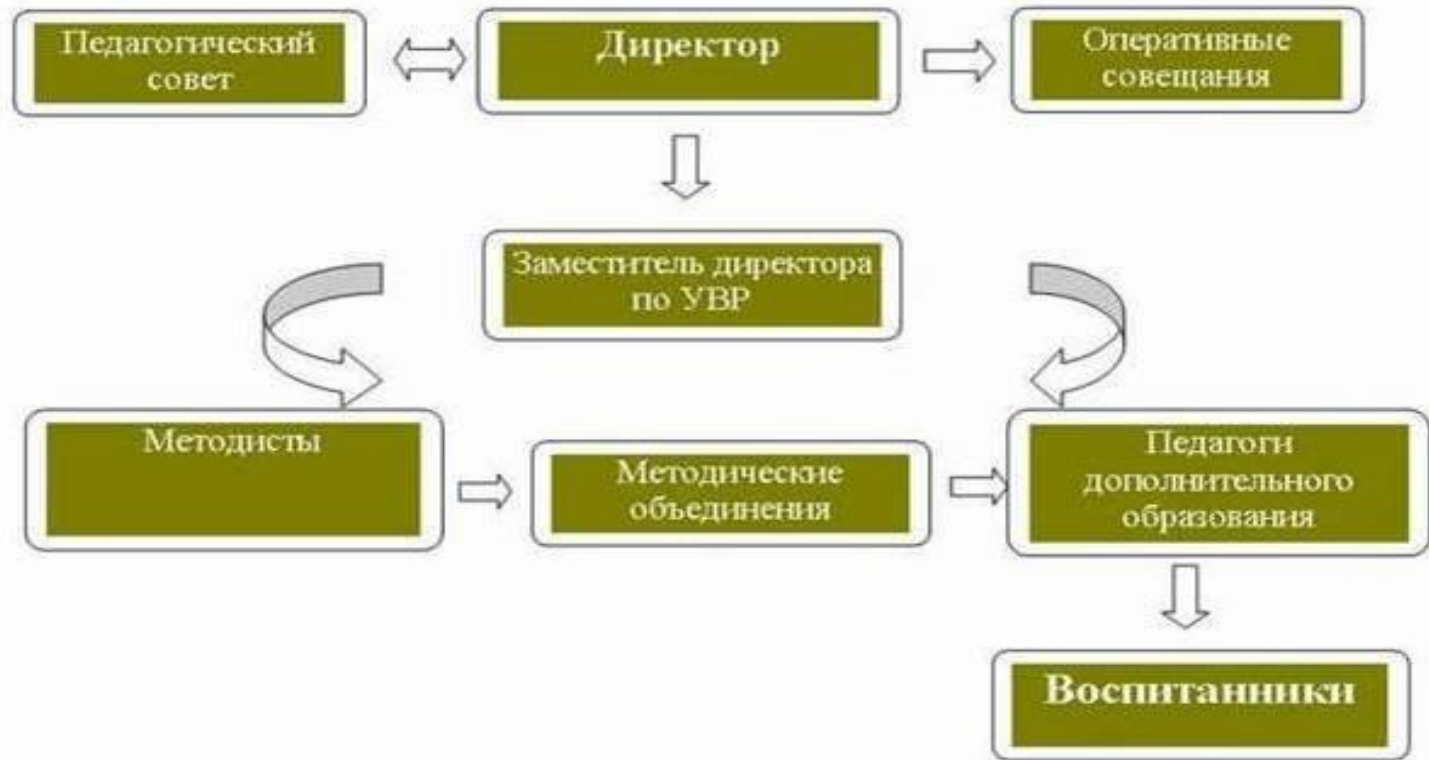 Педагогический
совет
Директор
Оперативные
совещания
Заместитель директора
по УВР
Методисты
Методические
объединения
Педагоги
дополнительного
образования
Воспитанники